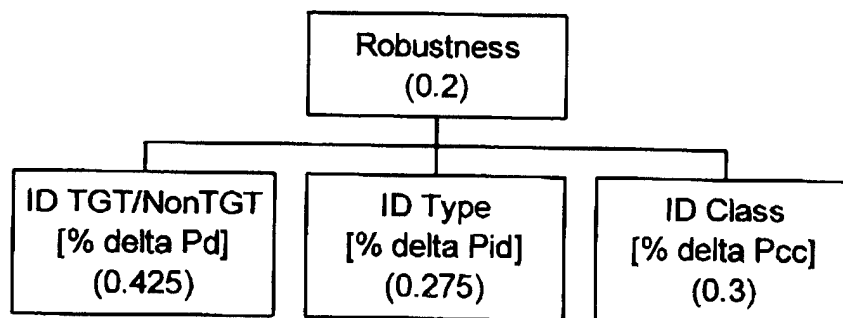 Robustness
(0.2)
ID TGT/NonTGT
[% delta Pd]
(0.425)
ID Type
[% delta Pid]
(0.275)
ID Class
[% delta Pcc]
(0.3)